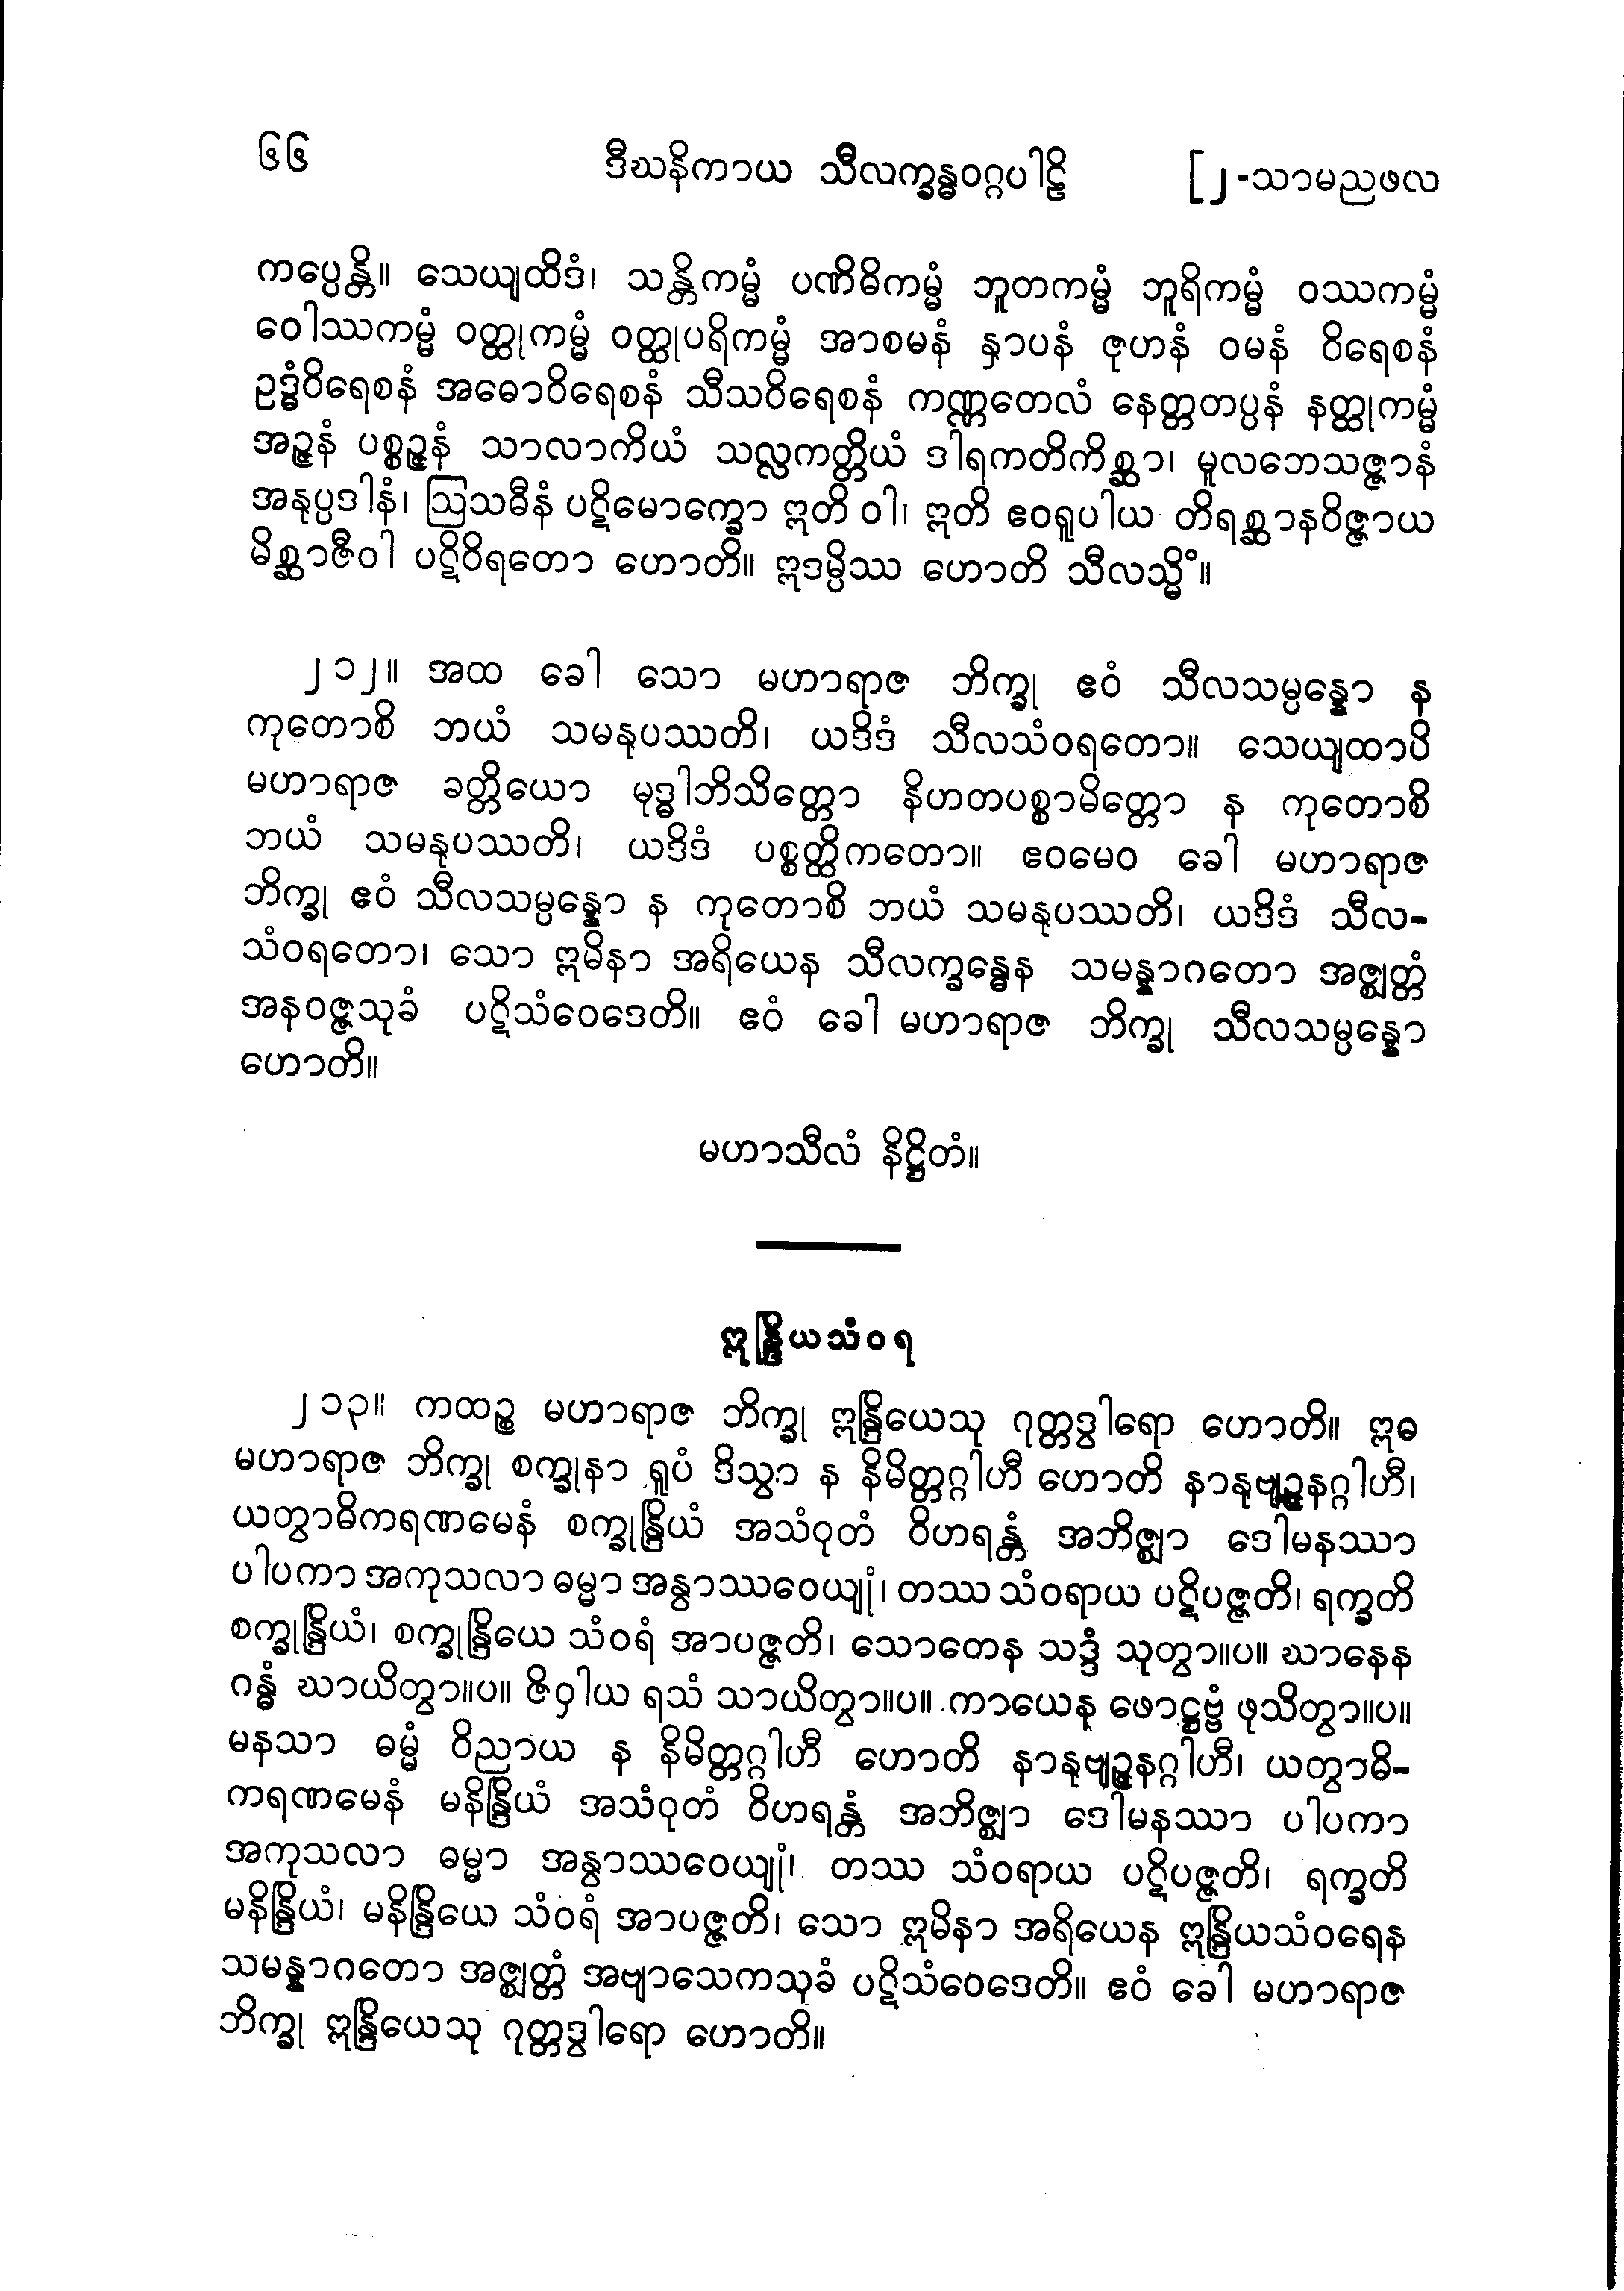 ၆၆ ဒီဃနိကာယ သီလက္ခန္ဓဝဂ္ဂပါဠိ [၂-သာမညဖလ
ကပ္ပေန္တိ။ သေယျထိဒံ၊ သန္တိကမ္မံ ပဏိဓိကမ္မံ ဘူတကမ္မံ ဘူရိကမ္မံ ဝဿကမ္မံ
ဝေါဿကမ္မံ ဝတ္ထုကမ္မံ ဝတ္ထုပရိကမ္မံ အာစမနံ နှာပနံ ဇုဟနံ ဝမနံ ဝိရေစနံ
ဥဒ္ဓံဝိရေစနံ အဓောဝိရေစနံ သီသဝိရေစနံ ကဏ္ဏတေလံ နေတ္တတပ္ပနံ နတ္ထုကမ္မံ
အဉ္ဇနံ ပစ္စဉ္ဇနံ သာလာကိယံ သလ္လကတ္တိယံ ဒါရကတိကိစ္ဆာ၊ မူလဘေသဇ္ဇာနံ
အနုပ္ပဒါနံ၊ ဩသဓီနံ ပဋိမောက္ခော ဣတိ ဝါ၊ ဣတိ ဧဝရူပါယ တိရစ္ဆာနဝိဇ္ဇာယ
မိစ္ဆာဇီဝါ ပဋိဝိရတော ဟောတိ။ ဣဒမ္ပိဿ ဟောတိ သီလသ္မိံ။
၂၁၂။ အထ ခေါ သော မဟာရာဇ ဘိက္ခု ဧဝံ သီလသမ္ပန္နော န
ကုတောစိ ဘယံ သမနုပဿတိ၊ ယဒိဒံ သီလသံဝရတော။ သေယျထာပိ
မဟာရာဇ ခတ္တိယော မုဒ္ဓါဘိသိတ္တော နိဟတပစ္စာမိတ္တော န ကုတောစိ
ဘယံ သမနုပဿတိ၊ ယဒိဒံ ပစ္စတ္ထိကတော။ ဧဝမေဝ ခေါ မဟာရာဇ
ဘိက္ခု ဧဝံ သီလသမ္ပန္နော န ကုတောစိ ဘယံ သမနုပဿတိ၊ ယဒိဒံ သီလ-
သံဝရတော၊ သော ဣမိနာ အရိယေန သီလက္ခန္ဓေန သမန္နာဂတော အဇ္ဈတ္တံ
အနဝဇ္ဇသုခံ ပဋိသံဝေဒေတိ။ ဧဝံ ခေါ မဟာရာဇ ဘိက္ခု သီလသမ္ပန္နော
ဟောတိ။
မဟာသီလံ နိဋ္ဌိတံ။
ဣန္ဒြိယသံဝရ
၂၁၃။ ကထဉ္စ မဟာရာဇ ဘိက္ခု ဣန္ဒြိယေသု ဂုတ္တဒွါရော ဟောတိ။ ဣဓ
မဟာရာဇ ဘိက္ခု စက္ခုနာ ရူပံ ဒိသွာ န နိမိတ္တဂ္ဂါဟီ ဟောတိ နာနုဗျဉ္ဇနဂ္ဂါဟီ၊
ယတွာဓိကရဏမေနံ စက္ခုန္ဒြိယံ အသံဝုတံ ဝိဟရန္တံ အဘိဇ္ဈာ ဒေါမနဿာ
ပါပကာ အကုသလာ ဓမ္မာ အနွာဿဝေယျုံ၊ တဿ သံဝရာယ ပဋိပဇ္ဇတိ၊ ရက္ခတိ
စက္ခုန္ဒြိယံ၊ စက္ခုန္ဒြိယေ သံဝရံ အာပဇ္ဇတိ၊ သောတေန သဒ္ဒံ သုတွာ။ပ။ ဃာနေန
ဂန္ဓံ ဃာယိတွာ။ပ။ ဇိဝှါယ ရသံ သာယိတွာ။ပ။ ကာယေန ဖောဋ္ဌဗ္ဗံ ဖုသိတွာ။ပ။
မနသာ ဓမ္မံ ဝိညာယ န နိမိတ္တဂ္ဂါဟီ ဟောတိ နာနုဗျဉ္ဇနဂ္ဂါဟီ၊ ယတွာဓိ-
ကရဏမေနံ မနိန္ဒြိယံ အသံဝုတံ ဝိဟရန္တံ အဘိဇ္ဈာ ဒေါမနဿာ ပါပကာ
အကုသလာ ဓမ္မာ အနွာဿဝေယျုံ၊ တဿ သံဝရာယ ပဋိပဇ္ဇတိ၊ ရက္ခတိ
မနိန္ဒြိယံ၊ မနိန္ဒြိယေ သံဝရံ အာပဇ္ဇတိ၊ သော ဣမိနာ အရိယေန ဣန္ဒြိယသံဝရေန
သမန္နာဂတော အဇ္ဈတ္တံ အဗျာသေကသုခံ ပဋိသံဝေဒေတိ။ ဧဝံ ခေါ မဟာရာဇ
ဘိက္ခု ဣန္ဒြိယေသု ဂုတ္တဒွါရော ဟောတိ။